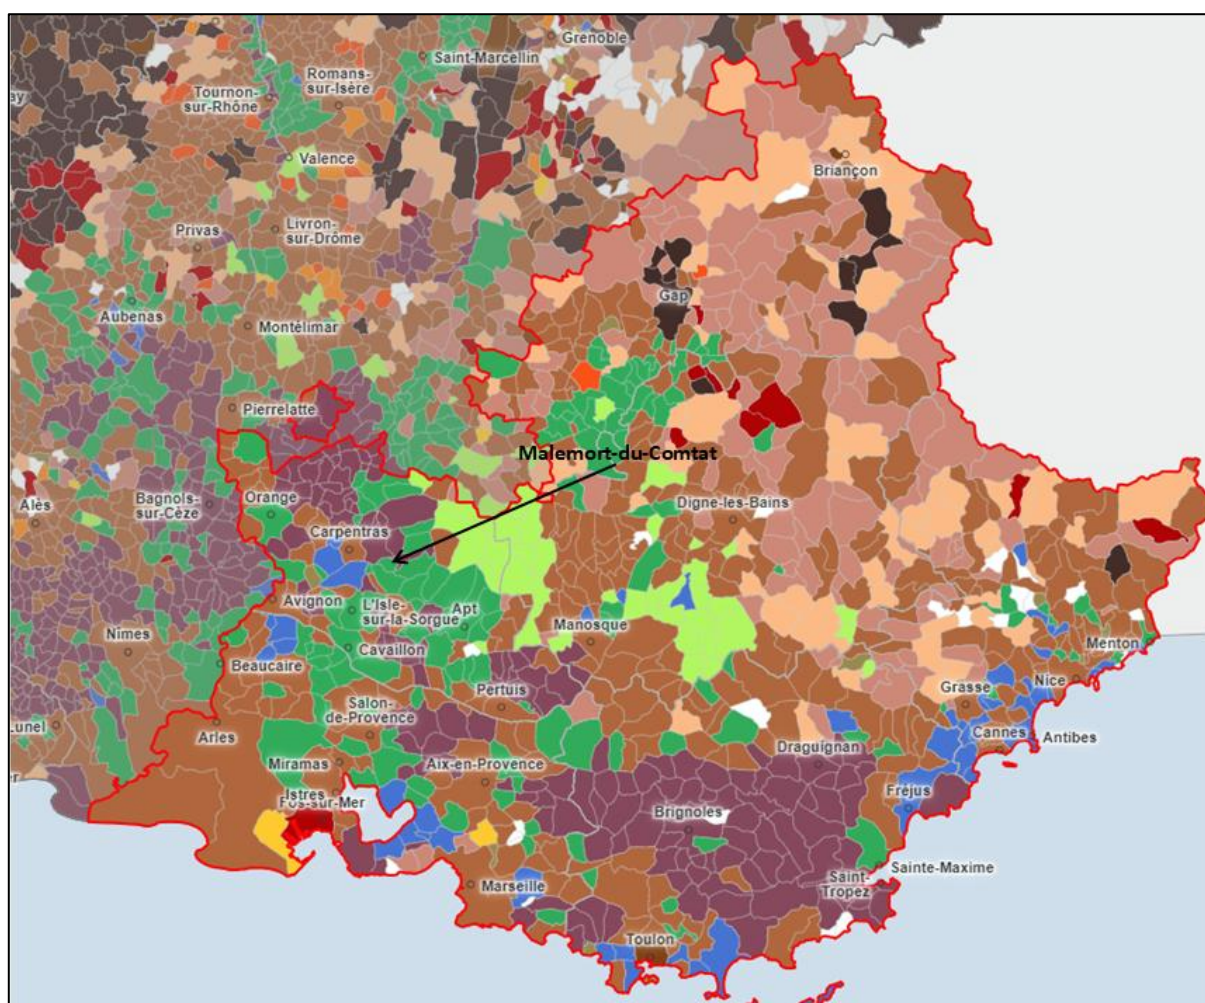 Grenoble
Saint-Marcellin
Romans-
sur-Isère
Tournon-
sur-Rhône
ay
Valence
Briançon
Privas
Livron-
sur-Drôme
Gap
Aubenas
Montélimar
Pierrelatte
Malemort-du-Comtat
Alès
Bagnols-
sur-Cèze
Orange
Digne-les-Bains
Carpentras
Avignon
L'Isle-
sur-la-Sorgue
Apt
Manosque
Nîmes
Beaucaire
Cavaillon
Menton
Pertuis
Grasse
Nice
Lunel
Arles
Salon-
de-Provence
Cannes
Antibes
Draguignan
Miramas
Aix-en-Provence
Istres
Fos-sur-Mer
Fréjus
Brignoles
er
Sainte-Maxime
Saint-
Tropez
Marseille
Toulon